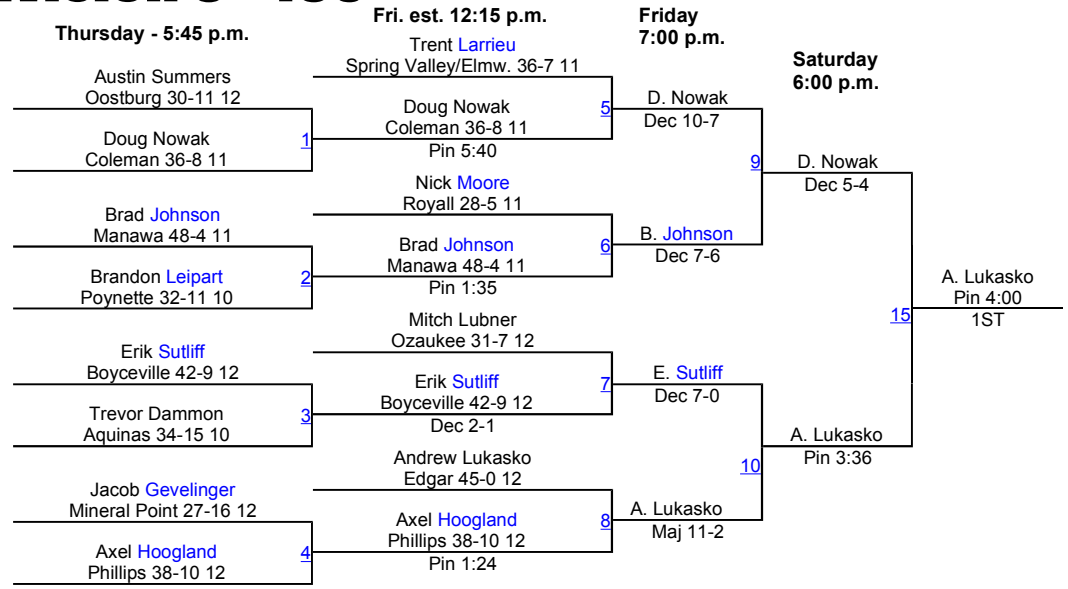 Thursday - 5:45 p.m.
Fri. est. 12:15 p.m.
Friday
7:00 p.m.
Saturday
6:00 p.m.
Austin Summers
Oostburg 30-11 12
Doug Nowak
Coleman 36-8 11
1
Brad Johnson
Manawa 48-4 11
Brandon Leipart
Poynette 32-11 10
2
Erik Sutliff
Boyceville 42-9 12
Trevor Dammon
Aquinas 34-15 10
3
Jacob Gevelinger
Mineral Point 27-16 12
Axel Hoogland
Phillips 38-10 12
4
Trent Larrieu
Spring Valley/Elmw. 36-7 11
Doug Nowak
Coleman 36-8 11
Pin 5:40
5
Nick Moore
Royall 28-5 11
Brad Johnson
Manawa 48-4 11
Pin 1:35
6
Mitch Lubner
Ozaukee 31-7 12
Erik Sutliff
Boyceville 42-9 12
Dec 2-1
7
Andrew Lukasko
Edgar 45-0 12
Axel Hoogland
Phillips 38-10 12
Pin 1:24
8
D. Nowak
Dec 10-7
B. Johnson
Dec 7-6
9
E. Sutliff
Dec 7-0
A. Lukasko
Maj 11-2
10
D. Nowak
Dec 5-4
A. Lukasko
Pin 3:36
15
A. Lukasko
Pin 4:00
1ST